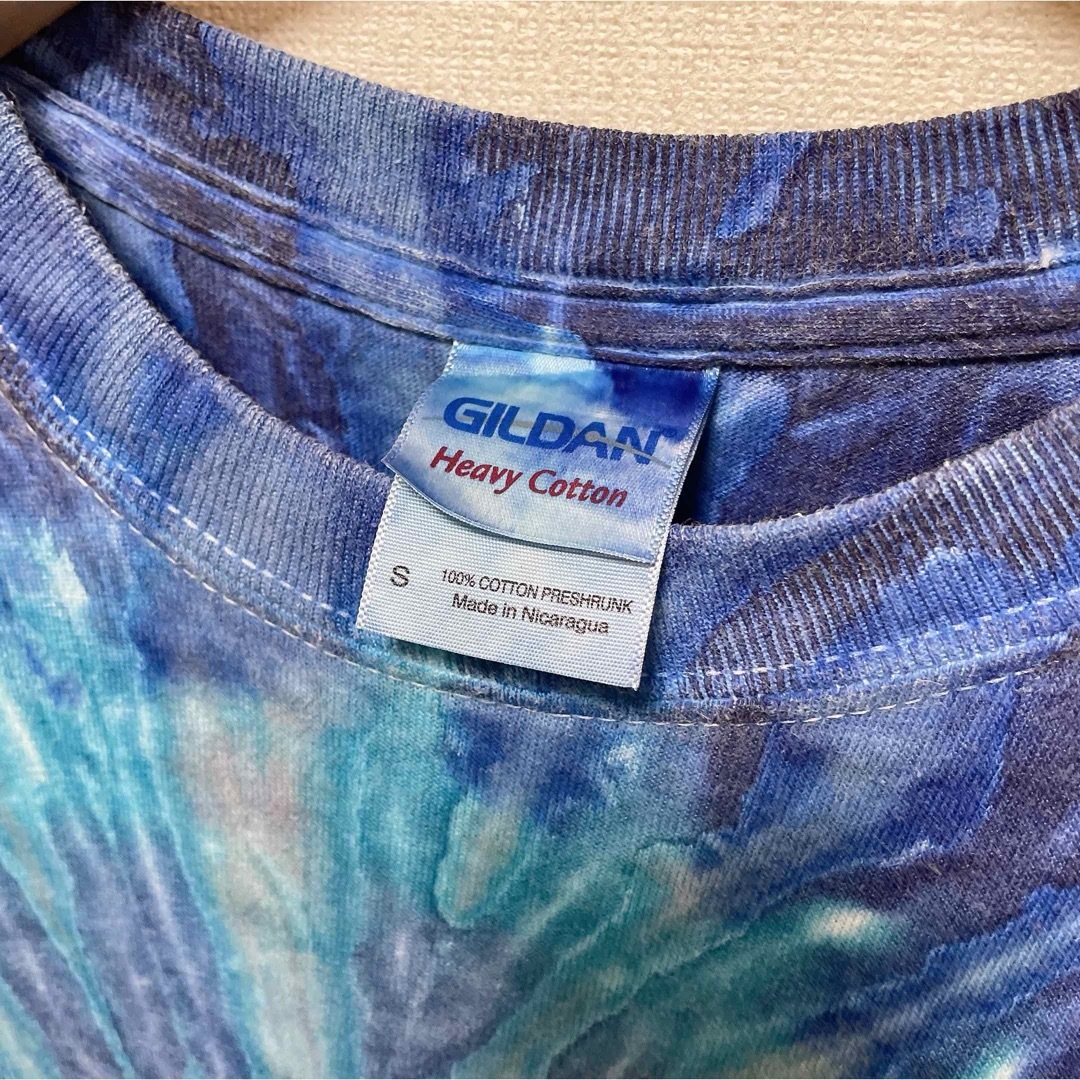 GILDAN
Heavy Cotton
S 100% COTTON PRESHRUNK
Made in Nicaragua